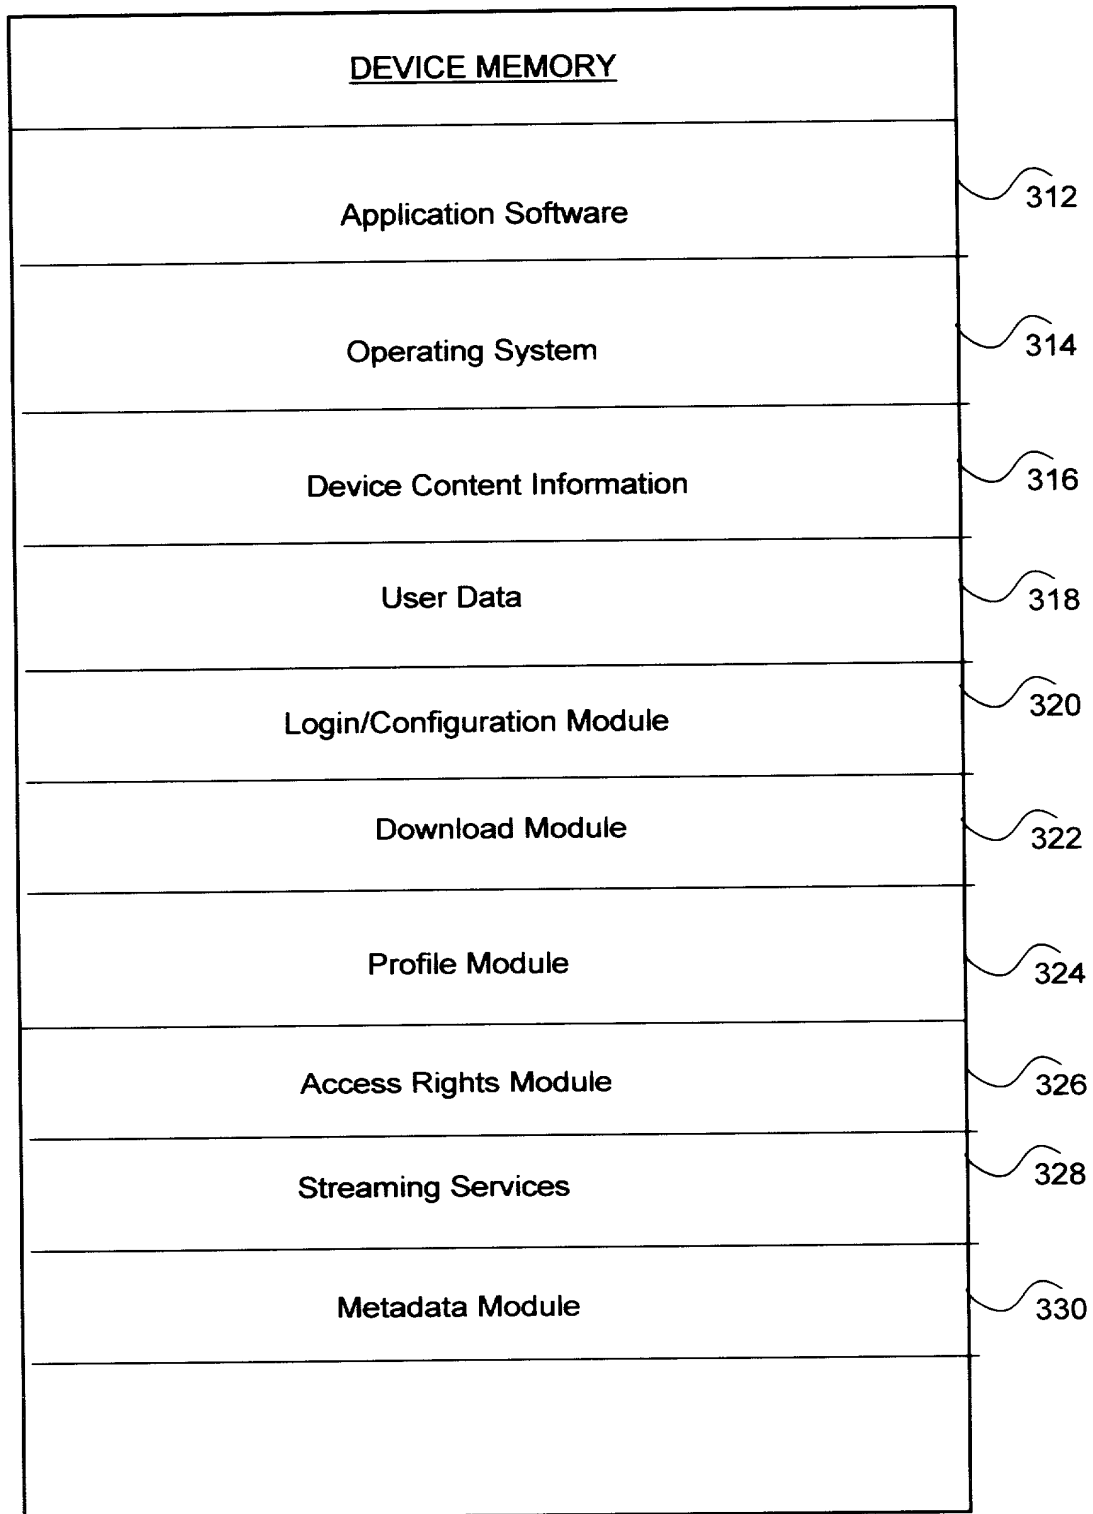 DEVICE MEMORY
Application Software
312
Operating System
314
Device Content Information
316
User Data
318
Login/Configuration Module
320
Download Module
322
Profile Module
324
Access Rights Module
326
Streaming Services
328
Metadata Module
330